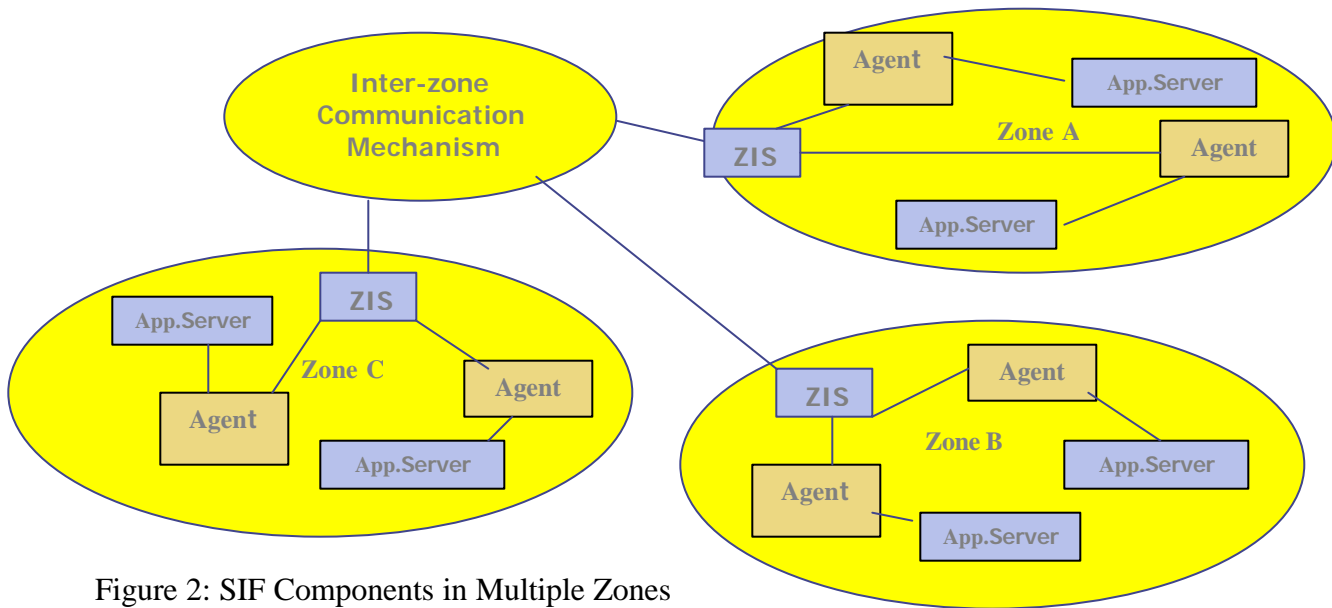 Inter-zone
Communication
Mechanism
Agent
App.Server
ZIS
Zone A
Agent
App.Server
ZIS
App.Server
Zone C
Agent
Agent
App.Server
ZIS
Agent
Zone B
App.Server
Agent
App.Server
Figure 2: SIF Components in Multiple Zones